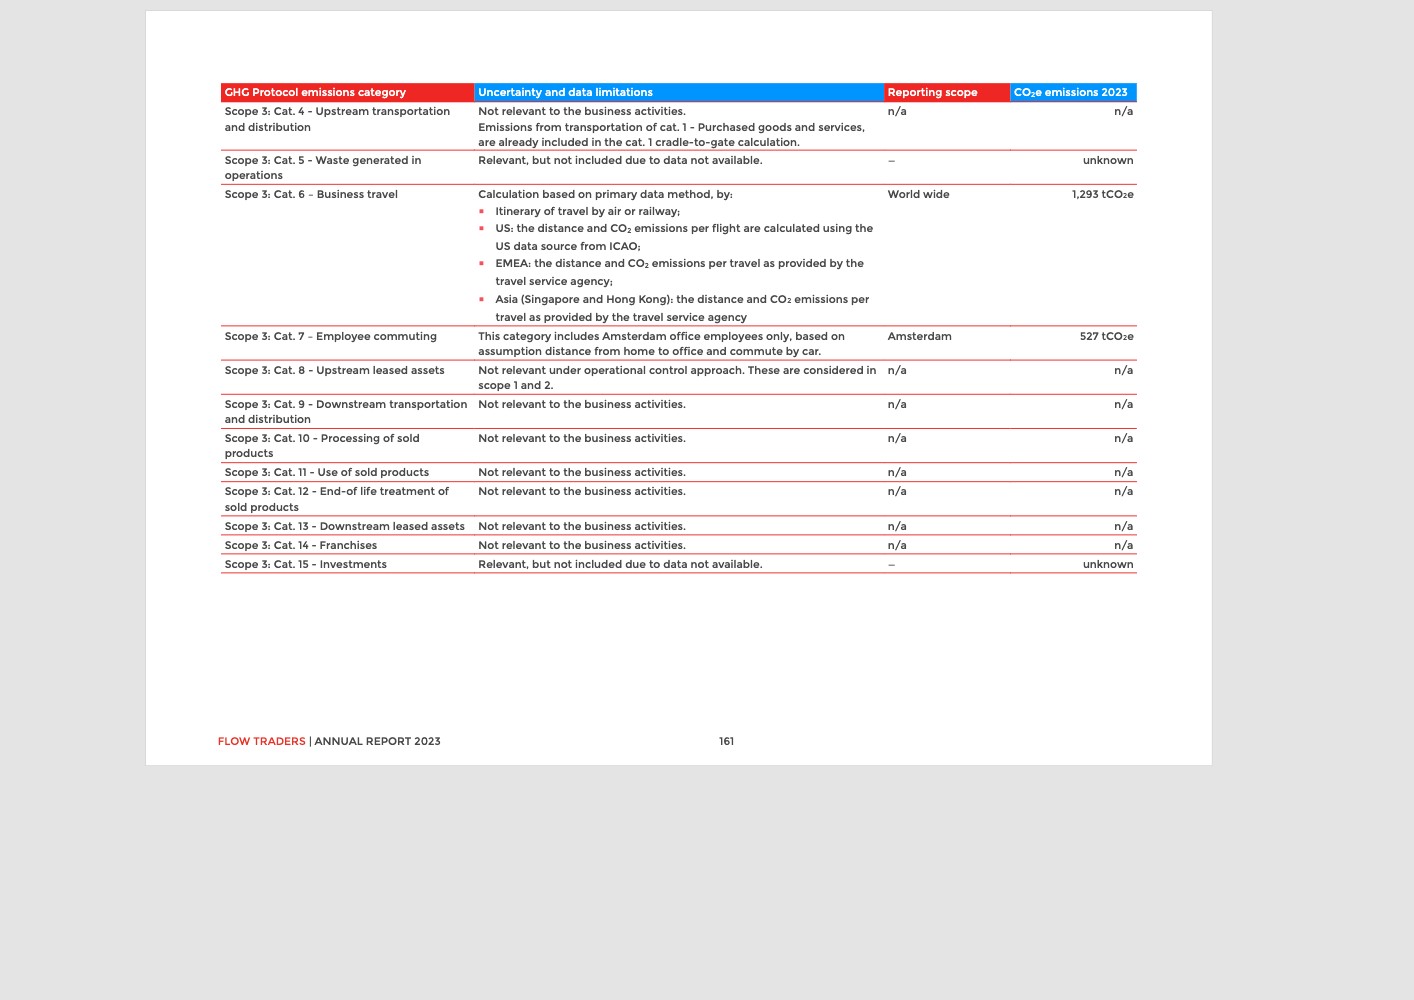 GHG Protocol emissions category Uncertainty and data limitations Reporting scope CO₂e emissions 2023
Scope 3: Cat. 4 - Upstream transportation and distribution
Not relevant to the business activities.
Emissions from transportation of cat. 1 - Purchased goods and services,
are already included in the cat. 1 cradle-to-gate calculation.
n/a n/a
Scope 3: Cat. 5 - Waste generated in
operations
Relevant, but not included due to data not available.
– unknown
Scope 3: Cat. 6 – Business travel
Calculation based on primary data method, by:
▪ Itinerary of travel by air or railway;
▪ US: the distance and CO₂ emissions per flight are calculated using the
US data source from ICAO;
▪ EMEA: the distance and CO₂ emissions per travel as provided by the
travel service agency;
▪ Asia (Singapore and Hong Kong): the distance and CO₂ emissions per
travel as provided by the travel service agency
World wide 1,293 tCO₂e
Scope 3: Cat. 7 – Employee commuting
This category includes Amsterdam office employees only, based on
assumption distance from home to office and commute by car.
Amsterdam 527 tCO₂e
Scope 3: Cat. 8 - Upstream leased assets
Not relevant under operational control approach. These are considered in
scope 1 and 2.
n/a n/a
Scope 3: Cat. 9 - Downstream transportation
and distribution
Not relevant to the business activities.
n/a n/a
Scope 3: Cat. 10 - Processing of sold
products
Not relevant to the business activities.
n/a n/a
Scope 3: Cat. 11 - Use of sold products Not relevant to the business activities. n/a n/a
Scope 3: Cat. 12 - End-of life treatment of
sold products
Not relevant to the business activities.
n/a n/a
Scope 3: Cat. 13 - Downstream leased assets Not relevant to the business activities. n/a n/a
Scope 3: Cat. 14 - Franchises Not relevant to the business activities. n/a n/a
Scope 3: Cat. 15 - Investments Relevant, but not included due to data not available. – unknown
FLOW TRADERS | ANNUAL REPORT 2023 161